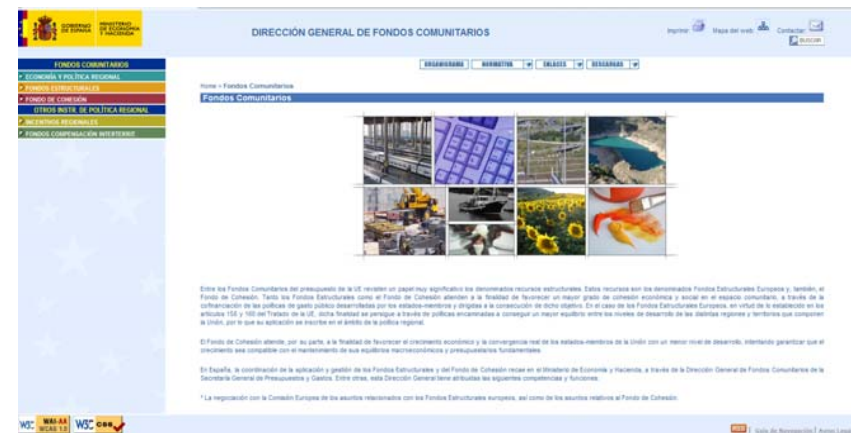 GOBIERNO DE ESPAÑA
MINISTERIO DE ECONOMÍA Y HACIENDA
DIRECCIÓN GENERAL DE FONDOS COMUNITARIOS
Imprimir Mapa del web Contactar
BUSCAR
FONDOS COMUNITARIOS
ECONOMÍA Y POLÍTICA REGIONAL
FONDOS ESTRUCTURALES
FONDO DE COHESIÓN
OTROS INSTR. DE POLÍTICA REGIONAL
INCENTIVOS REGIONALES
FONDOS COMPENSACIÓN INTERTERRIT
ORGANIGRAMA NORMATIVA ENLACES DESCARGAS
Home > Fondos Comunitarios
Fondos Comunitarios
Entre los Fondos Comunitarios del presupuesto de la UE revisten un papel muy significativo los denominados recursos estructurales. Estos recursos son los denominados Fondos Estructurales Europeos y, también, el
Fondo de Cohesión. Tanto los Fondos Estructurales como el Fondo de Cohesión atienden a la finalidad de favorecer un mayor grado de cohesión económica y social en el espacio comunitario, a través de la
cofinanciación de las políticas de gasto público desarrolladas por los estados-miembros y dirigidas a la consecución de dicho objetivo. En el caso de los Fondos Estructurales Europeos, en virtud de lo establecido en los
artículos 158 y 160 del Tratado de la UE, dicha finalidad se persigue a través de políticas encaminadas a conseguir un mayor equilibrio entre los niveles de desarrollo de las distintas regiones y territorios que componen
la Unión, por lo que su aplicación se inscribe en el ámbito de la política regional.
El Fondo de Cohesión atiende, por su parte, a la finalidad de favorecer el crecimiento económico y la convergencia real de los estados-miembros de la Unión con un menor nivel de desarrollo, intentando garantizar que el
crecimiento sea compatible con el mantenimiento de sus equilibrios macroeconómicos y presupuestarios fundamentales.
En España, la coordinación de la aplicación y gestión de los Fondos Estructurales y del Fondo de Cohesión recae en el Ministerio de Economía y Hacienda, a través de la Dirección General de Fondos Comunitarios de la
Secretaría General de Presupuestos y Gastos. Entre otras, esta Dirección General tiene atribuidas las siguientes competencias y funciones:
* La negociación con la Comisión Europea de los asuntos relacionados con los Fondos Estructurales europeos, así como de los asuntos relativos al Fondo de Cohesión.
W3C WAI-AA WCAG 1.0 W3C CSS
Guía de Navegación | Aviso Legal